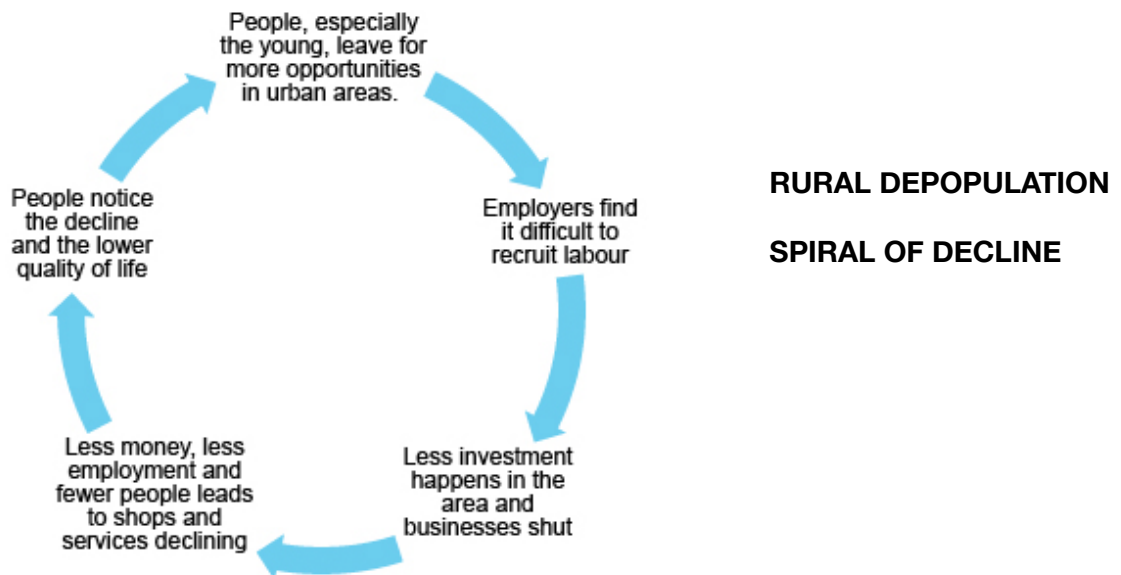 People, especially
the young, leave for
more opportunities
in urban areas.
Employers find
it difficult to
recruit labour
Less investment
happens in the
area and
businesses shut
Less money, less
employment and
fewer people leads
to shops and
services declining
People notice
the decline
and the lower
quality of life
RURAL DEPOPULATION
SPIRAL OF DECLINE